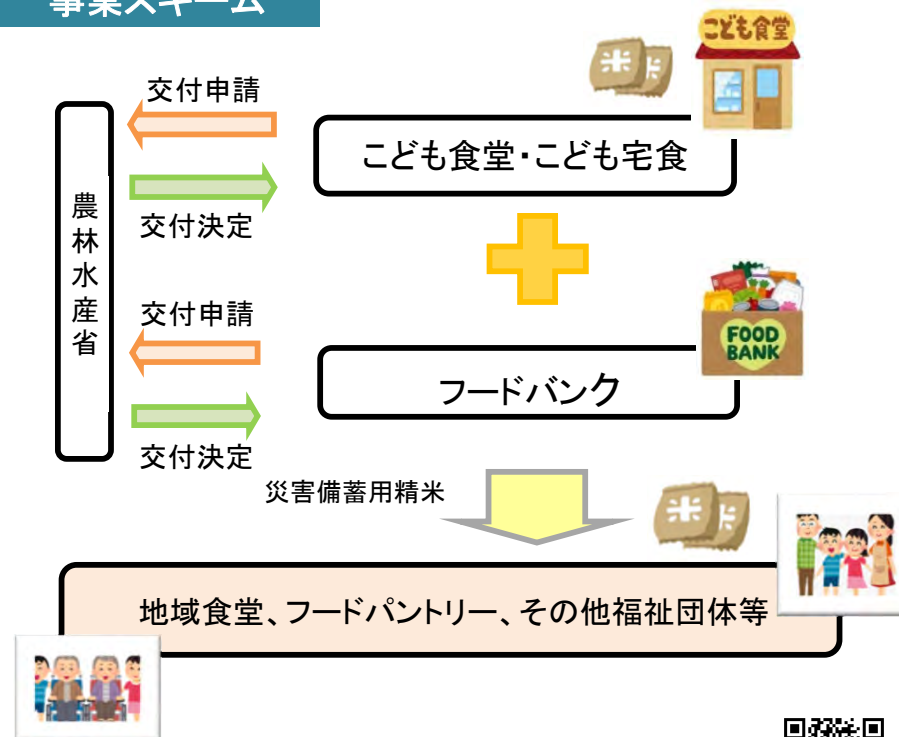 事業スキーム
こども食堂
米
米
交付申請
こども食堂・こども宅食
農林水産省
交付決定
交付申請
FOOD
BANK
フードバンク
交付決定
災害備蓄用精米
米
米
地域食堂、フードパントリー、その他福祉団体等